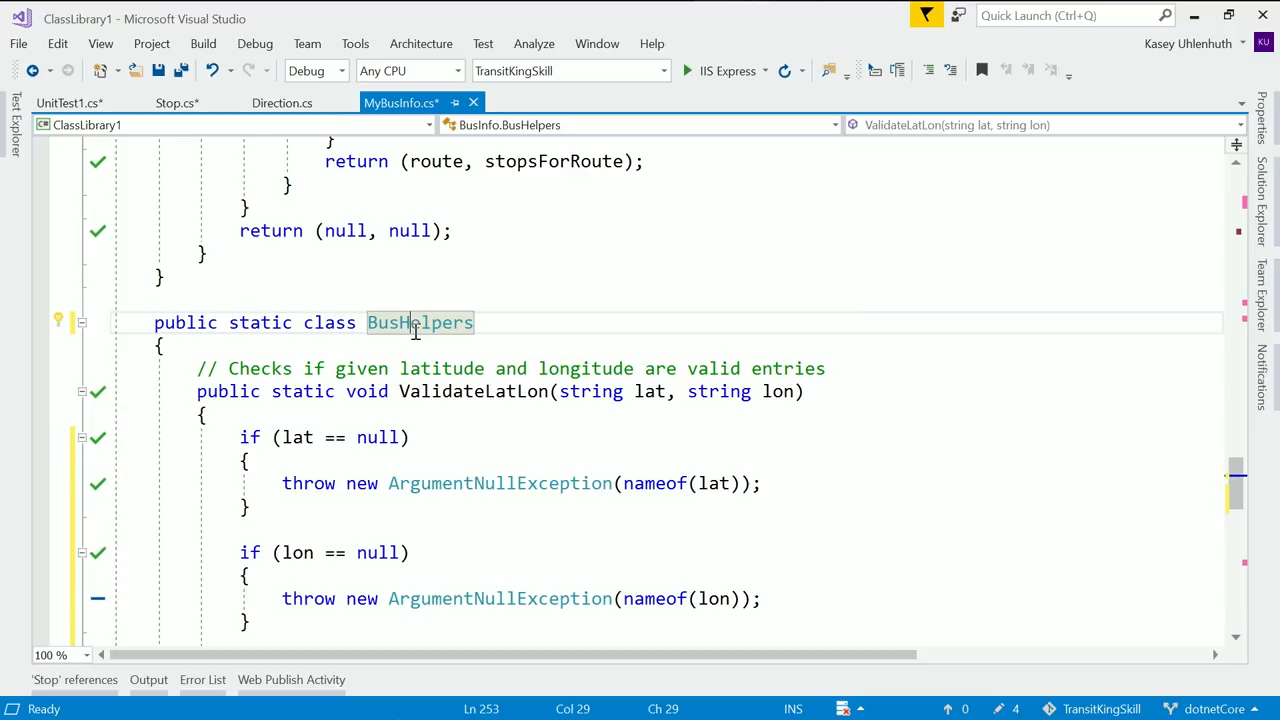 ClassLibrary1 - Microsoft Visual Studio
Quick Launch (Ctrl+Q)
File Edit View Project Build Debug Team Tools Architecture Test Analyze Window Help
Kasey Uhlenhuth KU
Debug Any CPU TransitKingSkill IIS Express
UnitTest1.cs* Stop.cs* Direction.cs MyBusInfo.cs*
ClassLibrary1 BusInfo.BusHelpers ValidateLatLon(string lat, string lon)
Test Explorer
Properties
Solution Explorer
Team Explorer
Notifications
}
return (route, stopsForRoute);
}
}
return (null, null);
}
}
public static class BusHelpers
{
// Checks if given latitude and longitude are valid entries
public static void ValidateLatLon(string lat, string lon)
{
if (lat == null)
{
throw new ArgumentNullException(nameof(lat));
}
if (lon == null)
{
throw new ArgumentNullException(nameof(lon));
}
100 %
'Stop' references Output Error List Web Publish Activity
Ready Ln 253 Col 29 Ch 29 INS 0 4 TransitKingSkill dotnetCore